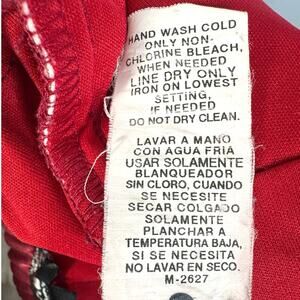 HAND WASH COLD
ONLY NON-
CHLORINE BLEACH,
WHEN NEEDED
LINE DRY ONLY
IRON ON LOWEST
SETTING,
IF NEEDED
DO NOT DRY CLEAN.
LAVAR A MANO
CON AGUA FRIA
USAR SOLAMENTE
BLANQUEADOR
SIN CLORO, CUANDO
SE NECESITE
SECAR COLGADO
SOLAMENTE
PLANCHAR A
TEMPERATURA BAJA,
SI SE NECESITA
NO LAVAR EN SECO.
M-2627